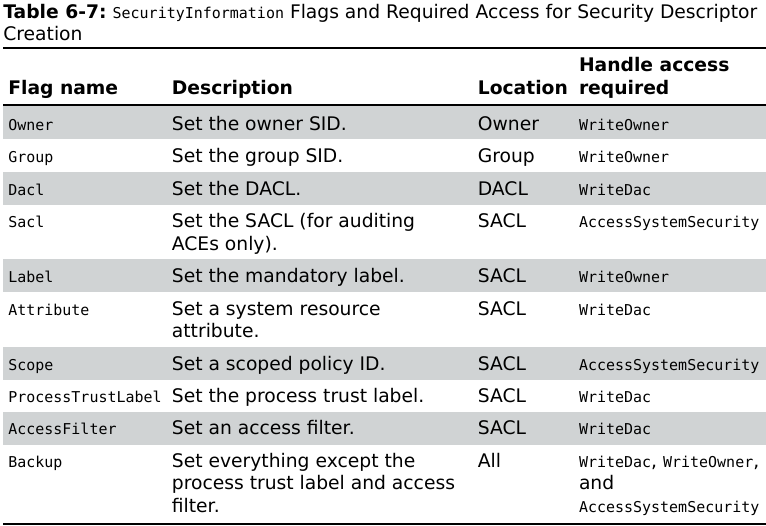 Table 6-7: SecurityInformation Flags and Required Access for Security Descriptor
Creation
Flag name Description Location Handle access required
Owner Set the owner SID. Owner WriteOwner
Group Set the group SID. Group WriteOwner
Dacl Set the DACL. DACL WriteDac
Sacl Set the SACL (for auditing SACL AccessSystemSecurity
ACEs only).
Label Set the mandatory label. SACL WriteOwner
Attribute Set a system resource SACL WriteDac
attribute.
Scope Set a scoped policy ID. SACL AccessSystemSecurity
ProcessTrustLabel Set the process trust label. SACL WriteDac
AccessFilter Set an access filter. SACL WriteDac
Backup Set everything except the All WriteDac, WriteOwner,
process trust label and access and
filter. AccessSystemSecurity